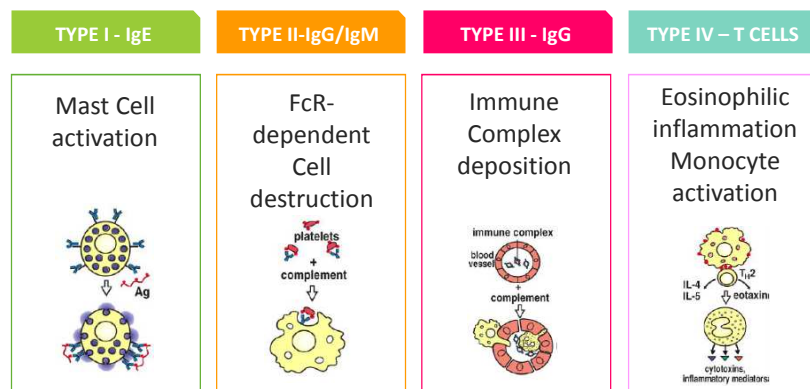 TYPE I - IgE
Mast Cell
activation
Ag
TYPE II-IgG/IgM
FcR-
dependent
Cell
destruction
platelets
+
complement
TYPE III - IgG
Immune
Complex
deposition
immune complex
blood
vessel
+
complement
TYPE IV – T CELLS
Eosinophilic
inflammation
Monocyte
activation
TH2
IL-4
IL-5
eotaxin
cytotoxins,
inflammatory mediators